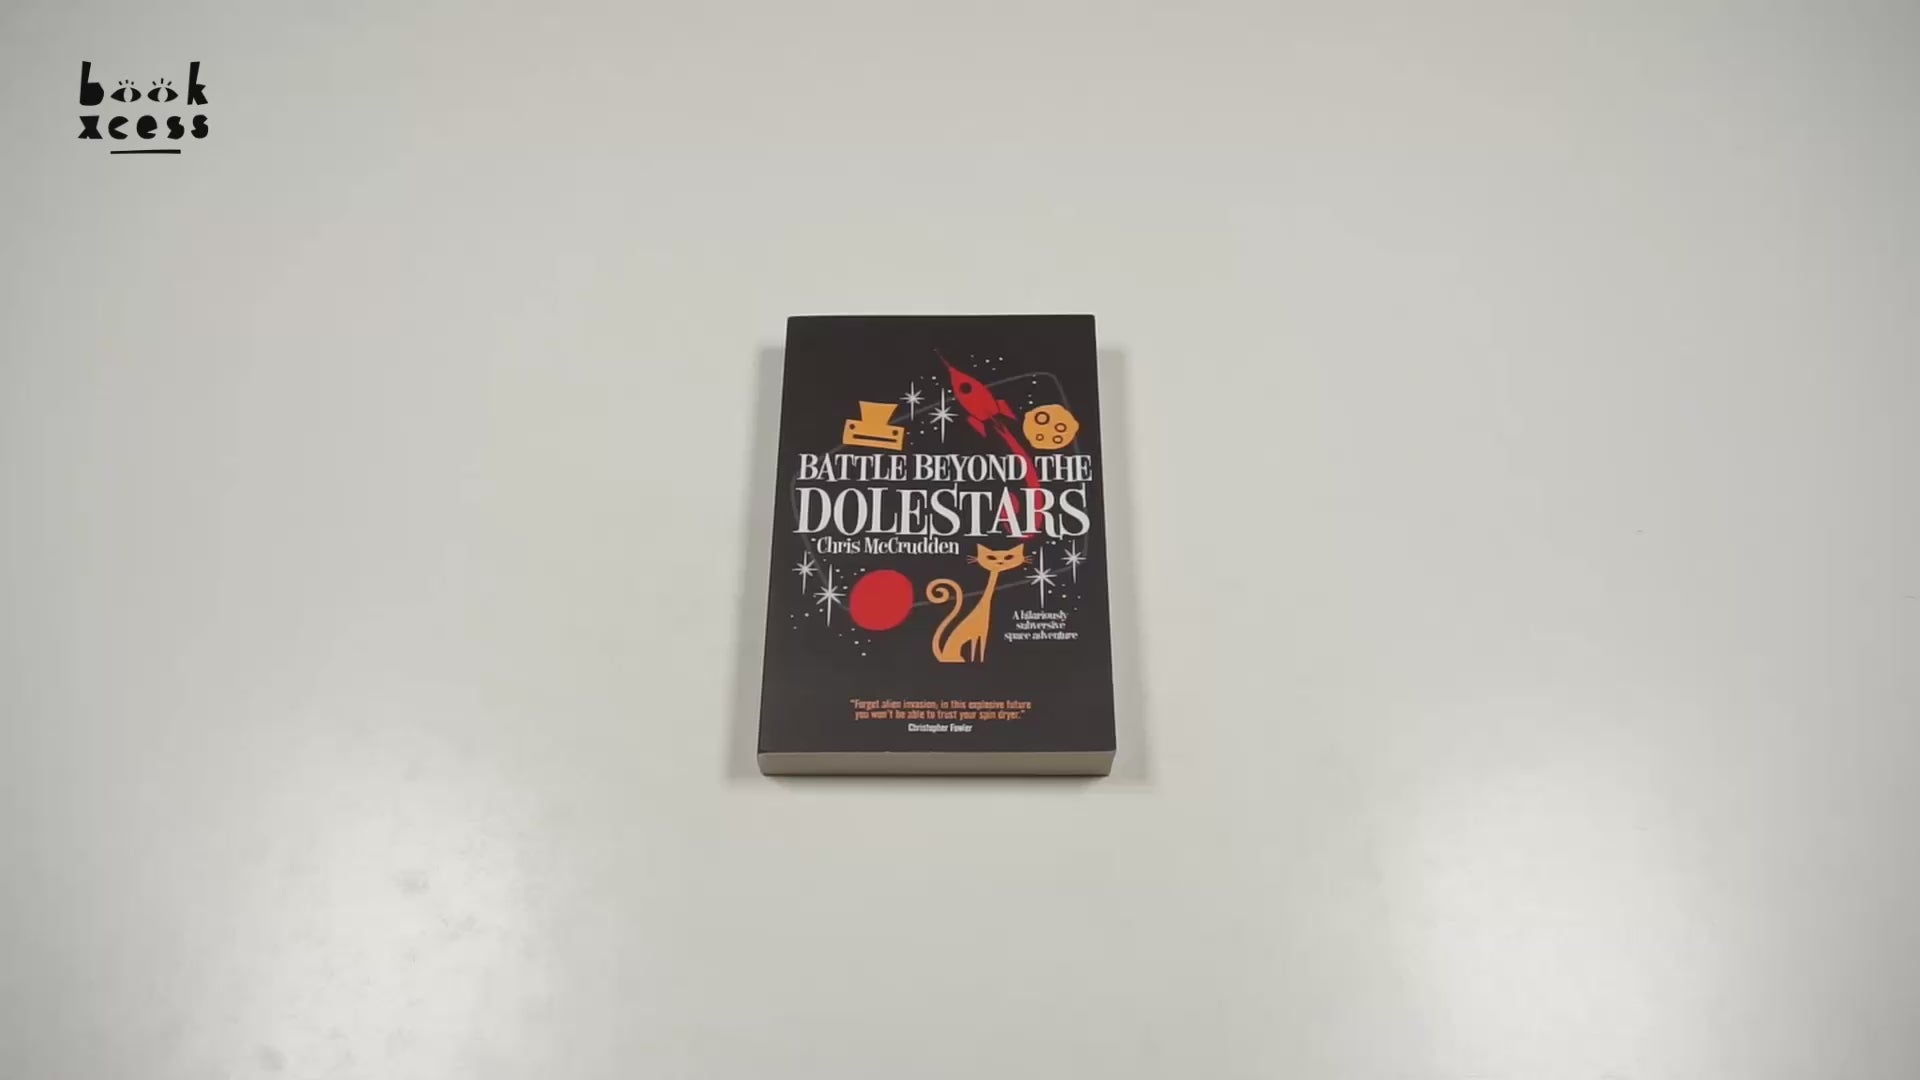 book
xcess
BATTLE BEYOND THE
DOLESTARS
Chris McCrudden
A hilariously
subversive
space adventure
"Forget alien invasion; in this explosive future
you won't be able to trust your spin dryer."
Christopher Fowler